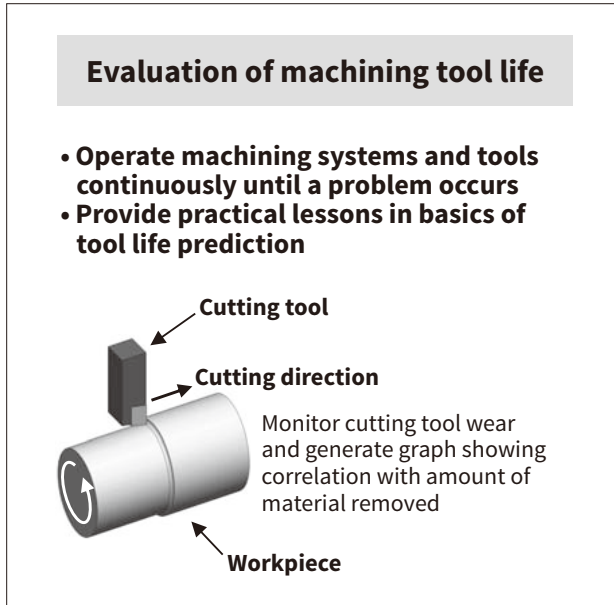 Evaluation of machining tool life
• Operate machining systems and tools
continuously until a problem occurs
• Provide practical lessons in basics of
tool life prediction
Cutting tool
Cutting direction
Monitor cutting tool wear
and generate graph showing
correlation with amount of
material removed
Workpiece